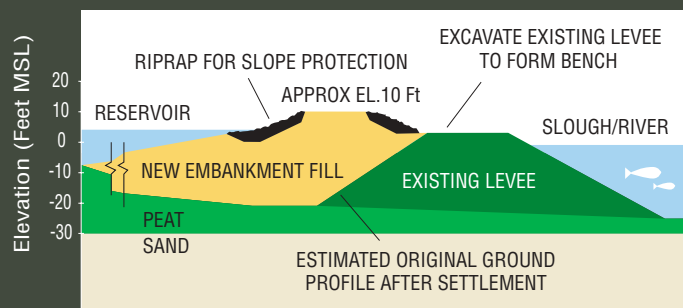 Elevation (Feet MSL)
20
10
0
-10
-20
-30
RIPRAP FOR SLOPE PROTECTION
EXCAVATE EXISTING LEVEE
TO FORM BENCH
APPROX EL.10 Ft
RESERVOIR
SLOUGH/RIVER
NEW EMBANKMENT FILL
EXISTING LEVEE
PEAT
SAND
ESTIMATED ORIGINAL GROUND
PROFILE AFTER SETTLEMENT